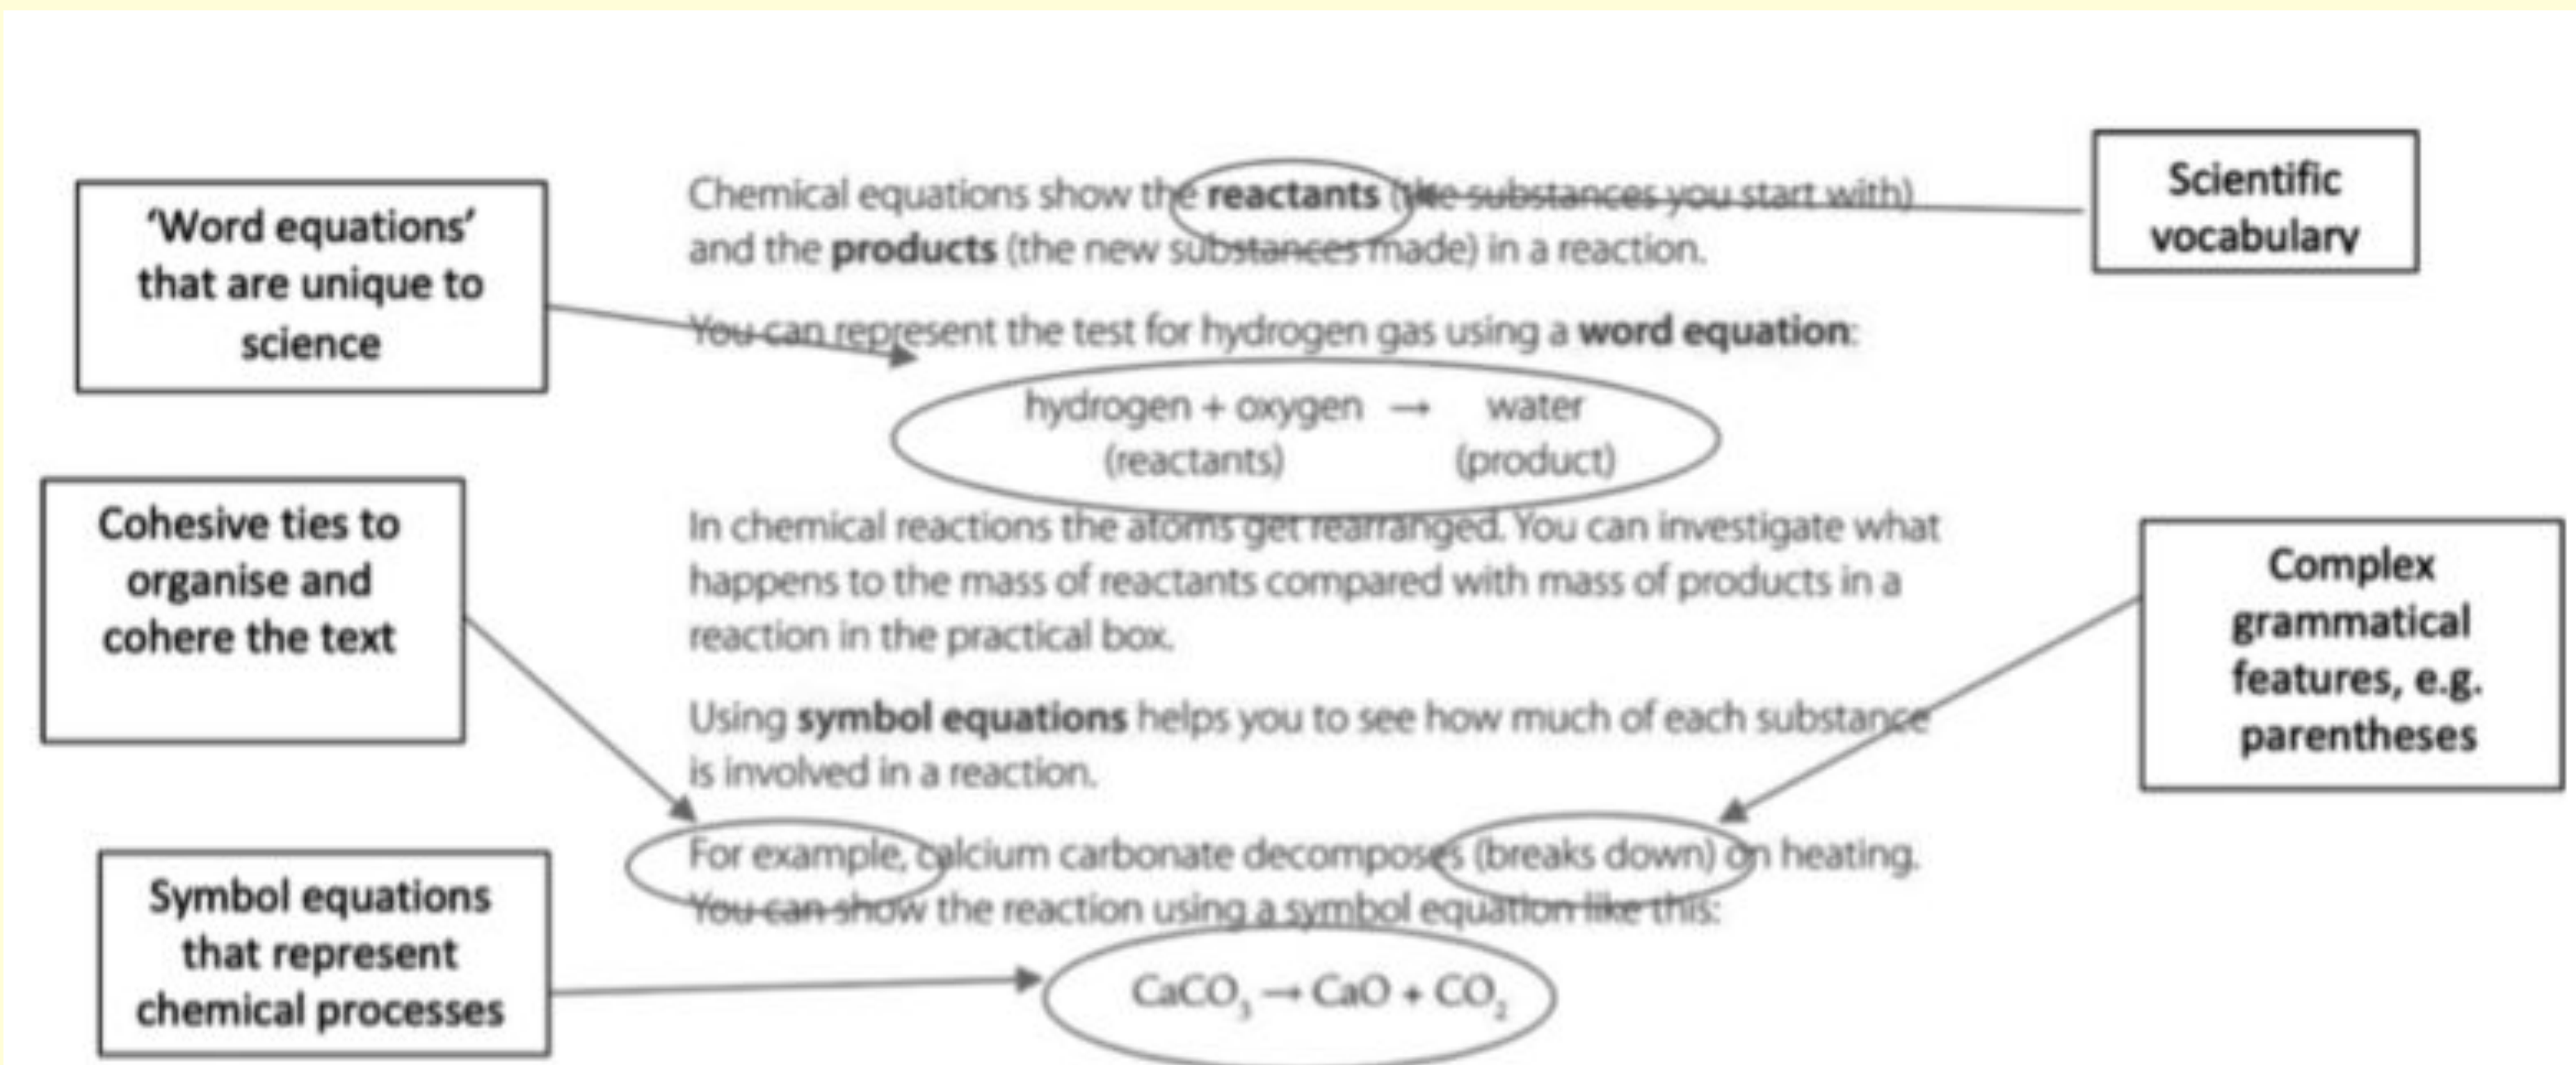 Scientific
vocabulary
'Word equations'
that are unique to
science
Chemical equations show the reactants (the substances you start with)
and the products (the new substances made) in a reaction.
You can represent the test for hydrogen gas using a word equation:
hydrogen + oxygen → water
(reactants) (product)
Cohesive ties to
organise and
cohere the text
In chemical reactions the atoms get rearranged. You can investigate what
happens to the mass of reactants compared with mass of products in a
reaction in the practical box.
Complex
grammatical
features, e.g.
parentheses
Using symbol equations helps you to see how much of each substance
is involved in a reaction.
For example, calcium carbonate decomposes (breaks down) on heating.
You can show the reaction using a symbol equation like this:
Symbol equations
that represent
chemical processes
CaCO₃ → CaO + CO₂